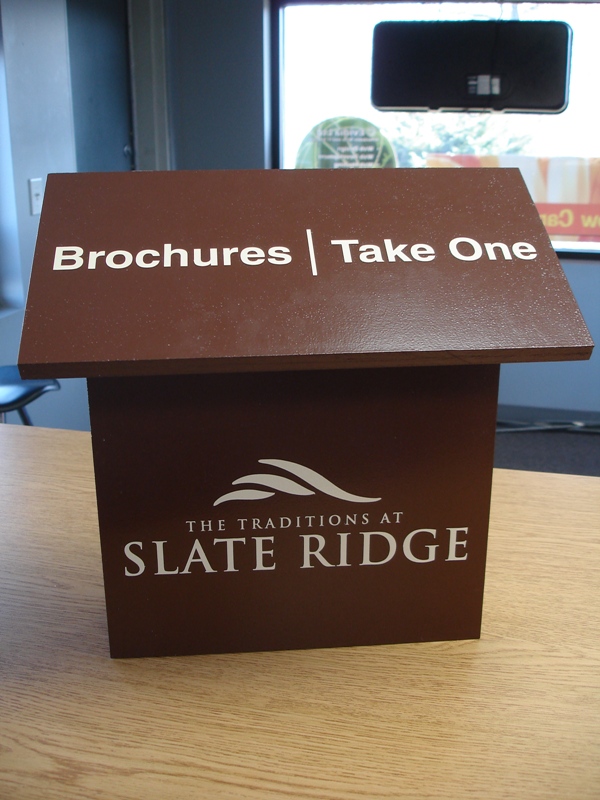 Brochures | Take One
THE TRADITIONS AT
SLATE RIDGE